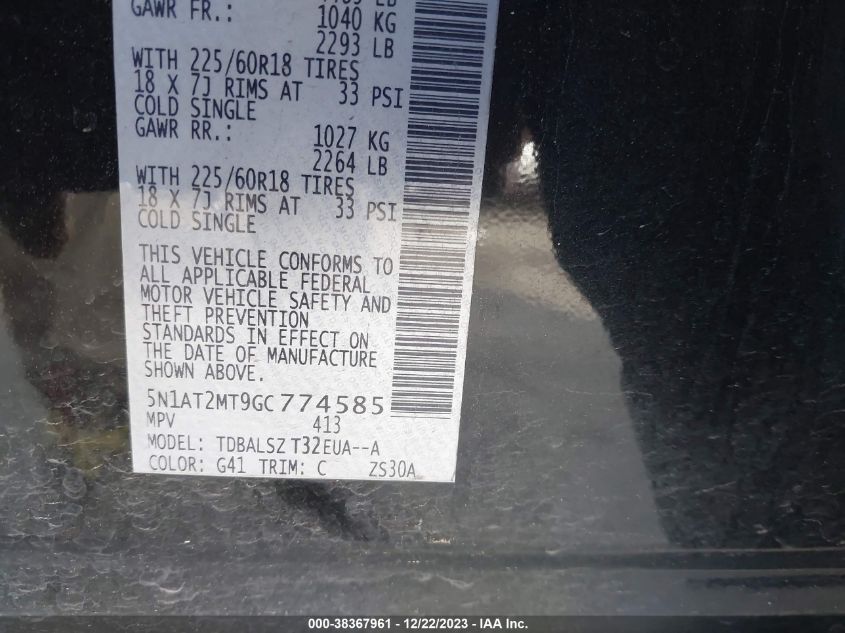 GAWR FR.: 1040 KG
2293 LB
WITH 225/60R18 TIRES
18 X 7J RIMS AT 33 PSI
COLD SINGLE
GAWR RR.: 1027 KG
2264 LB
WITH 225/60R18 TIRES
18 X 7J RIMS AT 33 PSI
COLD SINGLE
THIS VEHICLE CONFORMS TO
ALL APPLICABLE FEDERAL
MOTOR VEHICLE SAFETY AND
THEFT PREVENTION
STANDARDS IN EFFECT ON
THE DATE OF MANUFACTURE
SHOWN ABOVE.
5N1AT2MT9GC774585
MPV 413
MODEL: TDBALSZ T32EUA--A
COLOR: G41 TRIM: C ZS30A
000-38367961 - 12/22/2023 - IAA Inc.